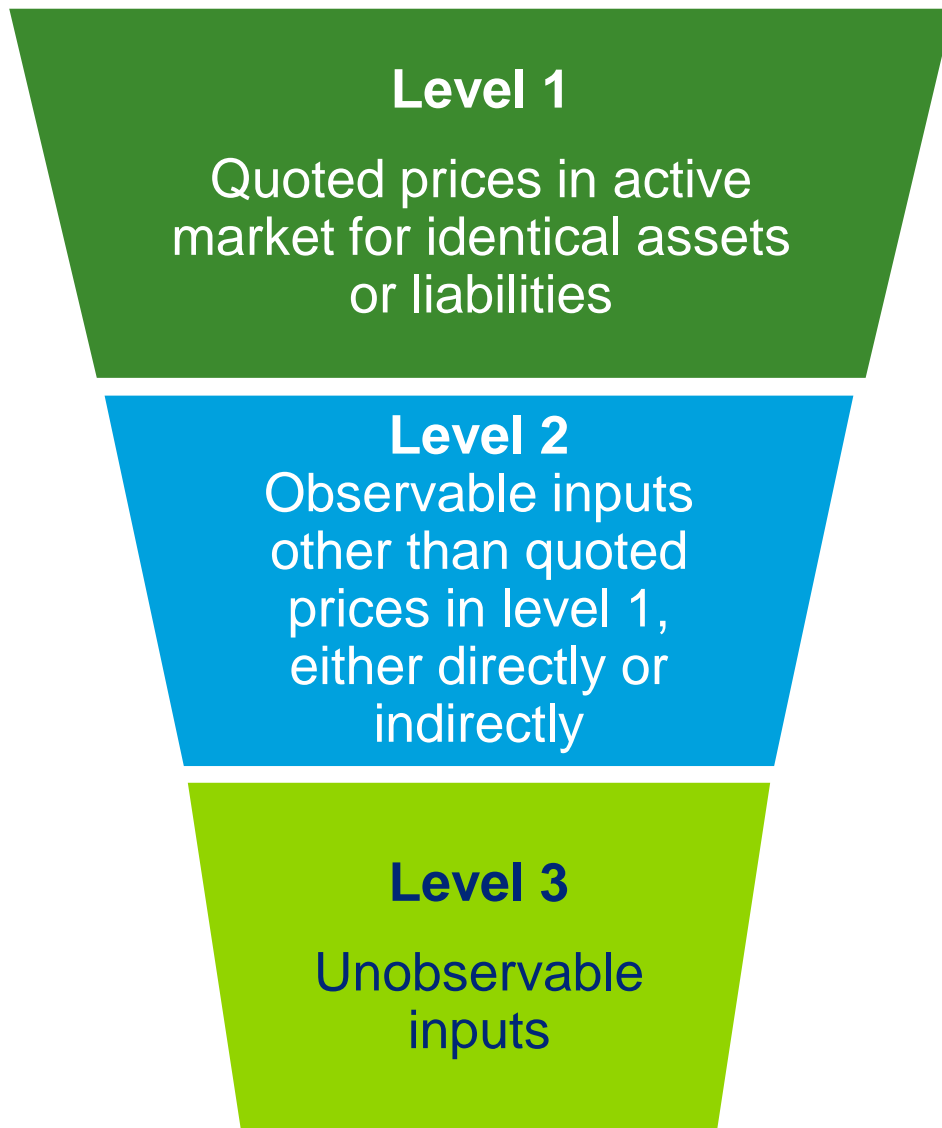 Level 1
Quoted prices in active
market for identical assets
or liabilities
Level 2
Observable inputs
other than quoted
prices in level 1,
either directly or
indirectly
Level 3
Unobservable
inputs